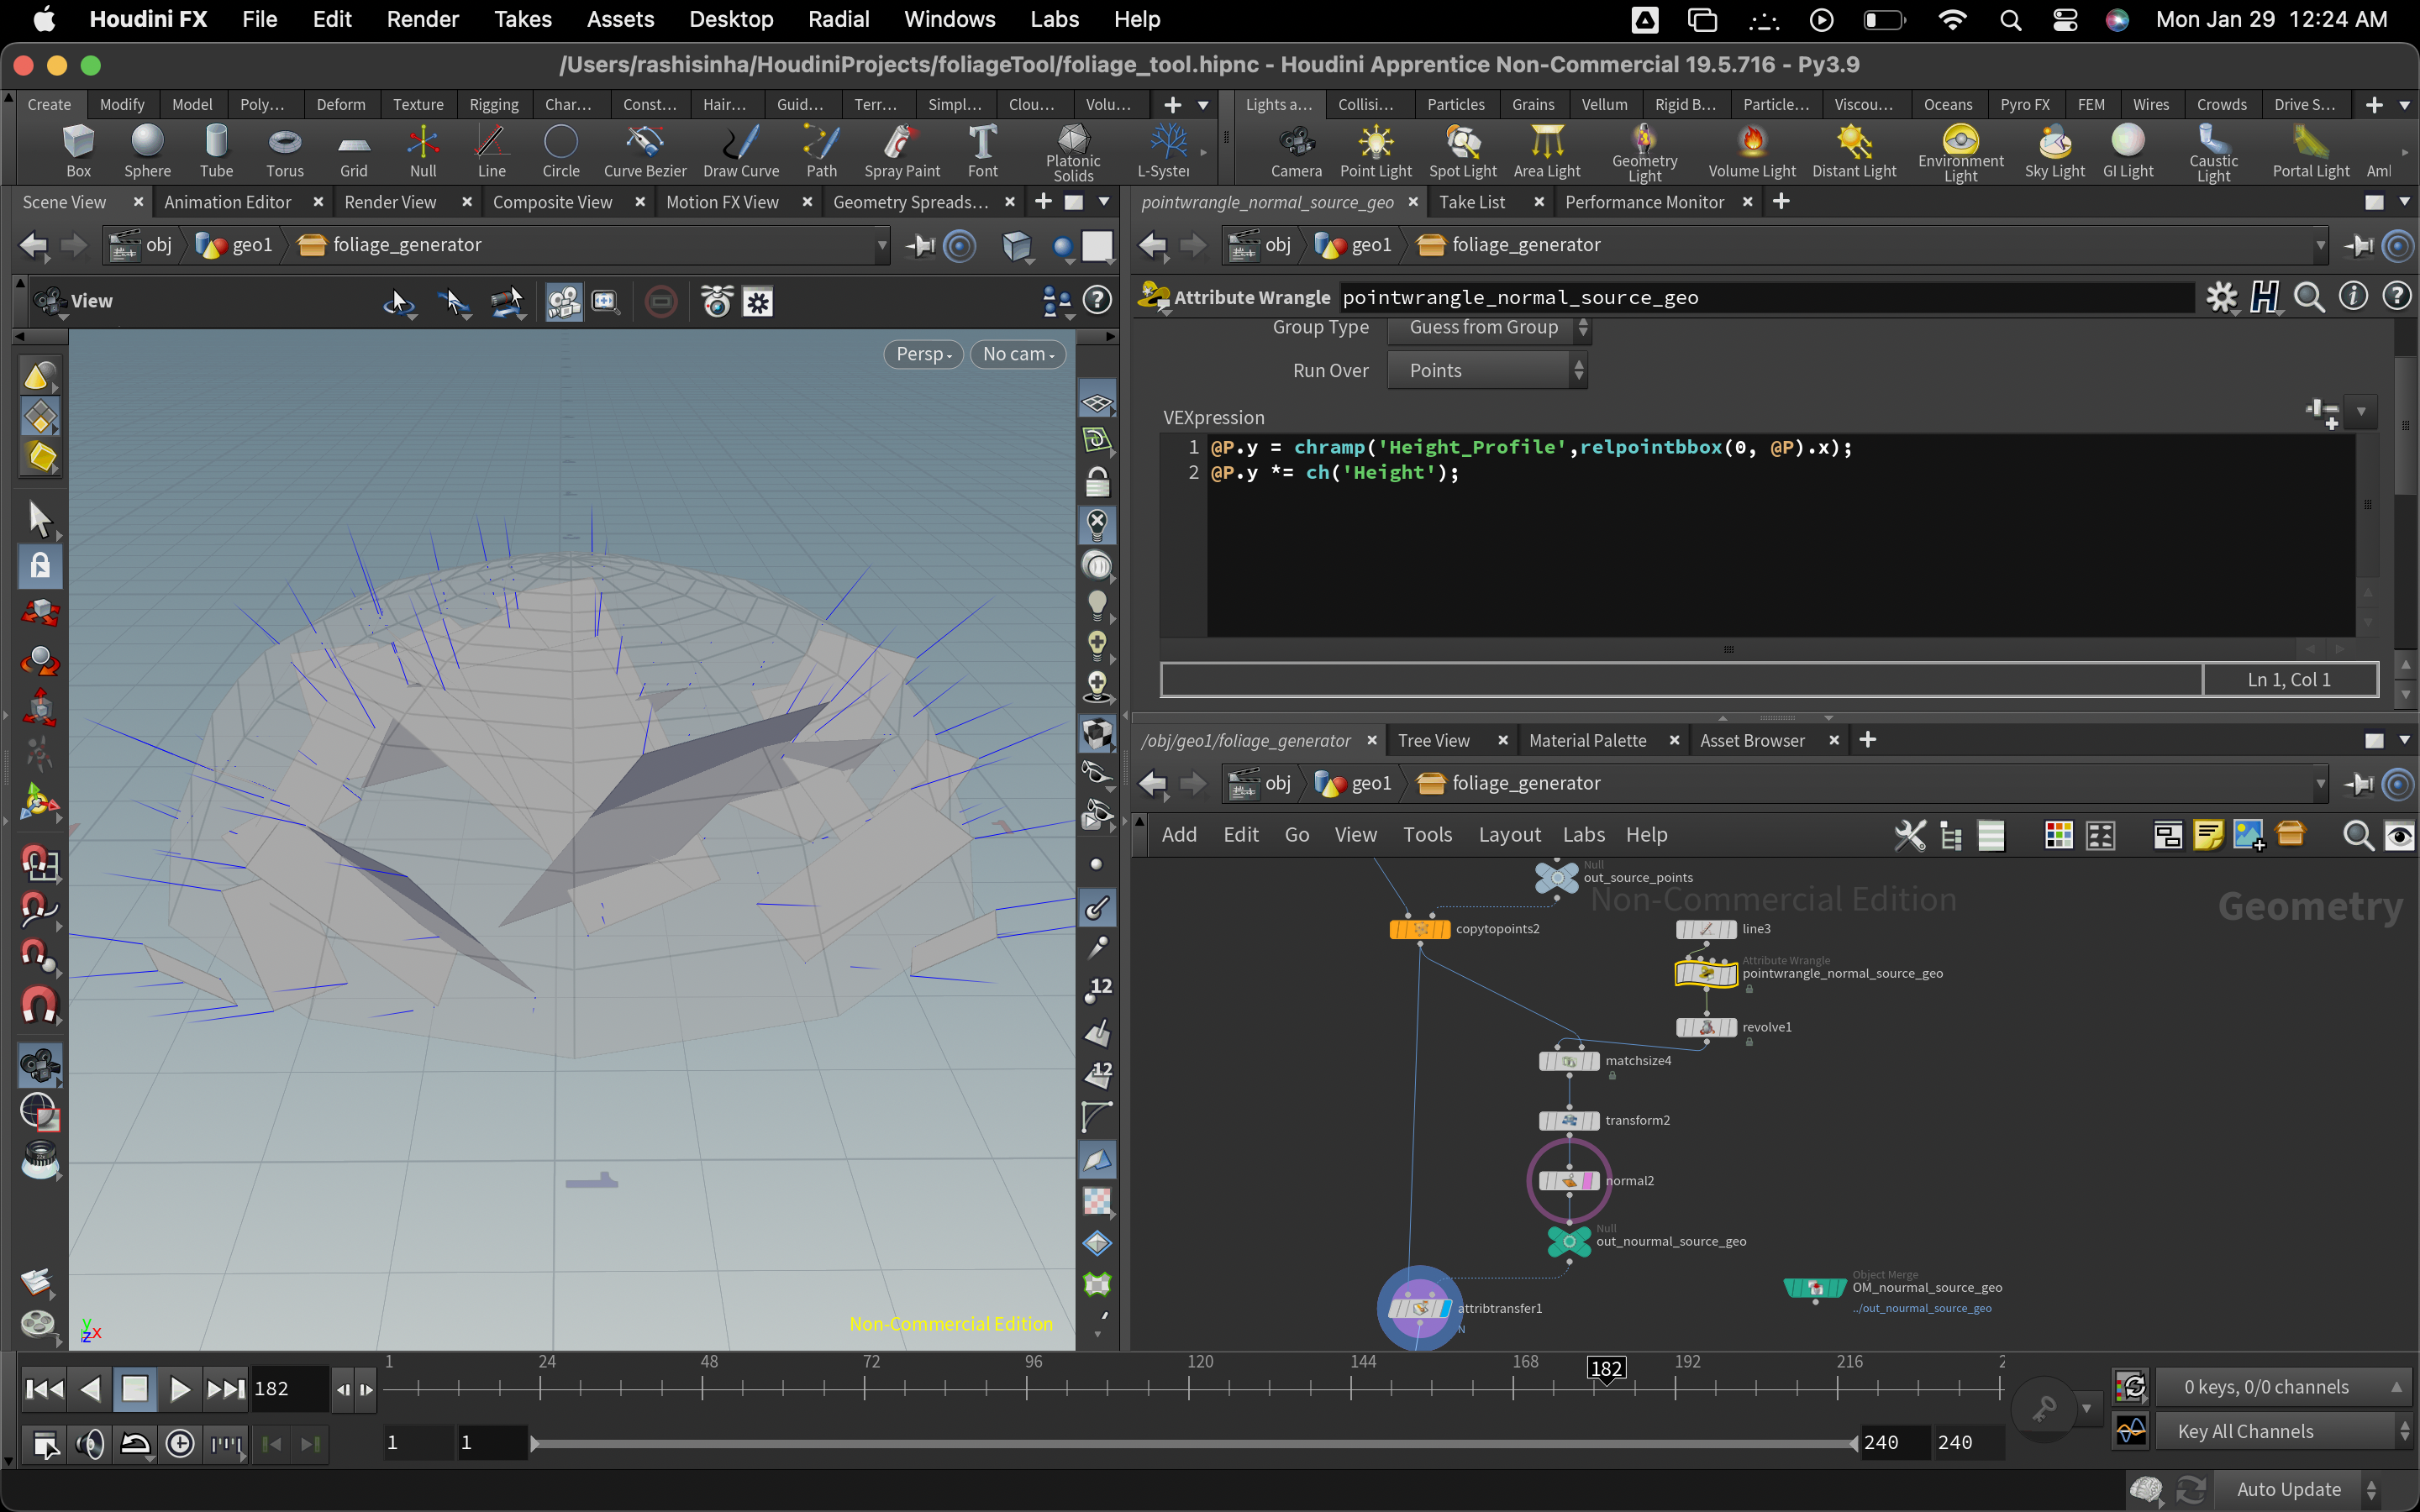 Houdini FX File Edit Render Takes Assets Desktop Radial Windows Labs Help Mon Jan 29 12:24 AM
/Users/rashisinha/HoudiniProjects/foliageTool/foliage_tool.hipnc - Houdini Apprentice Non-Commercial 19.5.716 - Py3.9
Create Modify Model Poly... Deform Texture Rigging Char... Const... Hair... Guid... Terr... Simpl... Clou... Volu... Lights a... Collisi... Particles Grains Vellum Rigid B... Particle... Viscou... Oceans Pyro FX FEM Wires Crowds Drive S...
Box Sphere Tube Torus Grid Null Line Circle Curve Bezier Draw Curve Path Spray Paint Font Platonic Solids L-Syster Camera Point Light Spot Light Area Light Geometry Light Volume Light Distant Light Environment Light Sky Light GI Light Caustic Light Portal Light Aml
Scene View Animation Editor Render View Composite View Motion FX View Geometry Spreads... pointwrangle_normal_source_geo Take List Performance Monitor
obj geo1 foliage_generator obj geo1 foliage_generator
View
Attribute Wrangle pointwrangle_normal_source_geo
Persp No cam
Group Type Guess from Group
Run Over Points
VEXpression
1 @P.y = chramp('Height_Profile',relpointbbox(0, @P).x);
2 @P.y *= ch('Height');
Ln 1, Col 1
/obj/geo1/foliage_generator Tree View Material Palette Asset Browser
obj geo1 foliage_generator
Add Edit Go View Tools Layout Labs Help
Non-Commercial Edition
Geometry
Null
out_source_points
copytopoints2
line3
Attribute Wrangle
pointwrangle_normal_source_geo
revolve1
matchsize4
transform2
normal2
Null
out_nourmal_source_geo
Object Merge
OM_nourmal_source_geo
../out_nourmal_source_geo
attribtransfer1
N
12
12
y
z x
Non-Commercial Edition
1 24 48 72 96 120 144 168 182 192 216 2
182
0 keys, 0/0 channels
1 1 240 240
Key All Channels
Auto Update